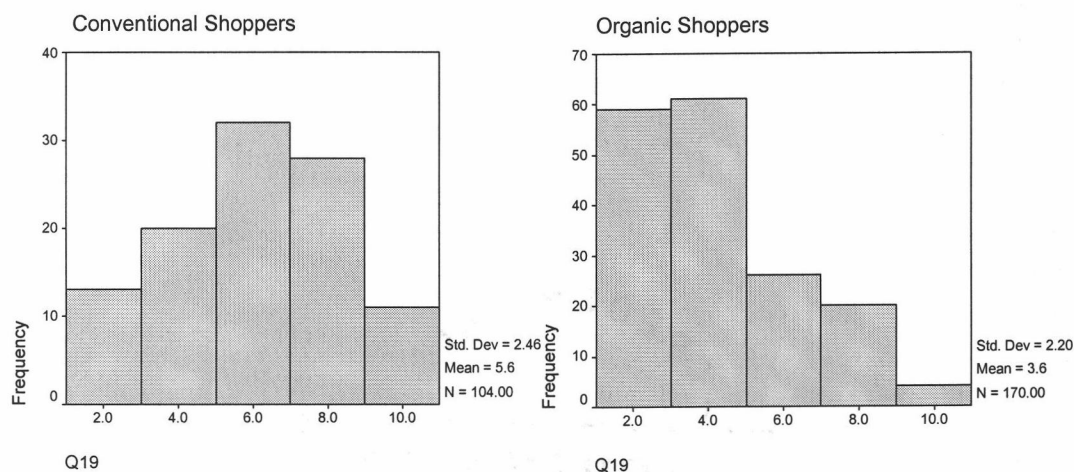 Conventional Shoppers
40
30
20
10
0
Frequency
2.0 4.0 6.0 8.0 10.0
Std. Dev = 2.46
Mean = 5.6
N = 104.00
Q19
Organic Shoppers
70
60
50
40
30
20
10
0
Frequency
2.0 4.0 6.0 8.0 10.0
Std. Dev = 2.20
Mean = 3.6
N = 170.00
Q19